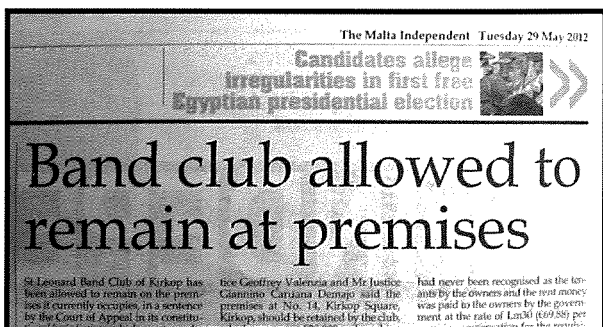 The Malta Independent Tuesday 29 May 2012
Candidates allege
irregularities in first free
Egyptian presidential election
Band club allowed to
remain at premises
St Leonard Band Club of Kirkop has
been allowed to remain on the prem-
ises it currently occupies, in a sentence
by the Court of Appeal in its constitu-
tice Geoffrey Valenzia and Mr Justice
Giannino Caruana Demajo said the
premises at No. 14, Kirkop Square,
Kirkop, should be retained by the club,
had never been recognised as the ten-
ants by the owners and the rent money
was paid to the owners by the govern-
ment at the rate of Lm30 (€69.88) per